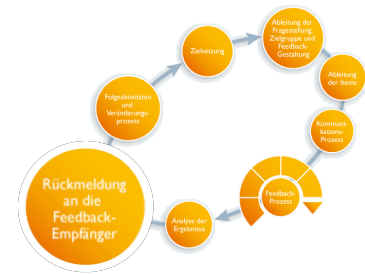 Ableitung der
Fragestellung,
Zielgruppe und
Feedback-
Gestaltung
Zielsetzung
Ableitung
der Items
Folgeaktivitäten
und
Veränderungs-
prozess
Kommuni-
kations-
Prozess
Rückmeldung
an die
Feedback-
Empfänger
Feedback-
Prozess
Analyse der
Ergebnisse